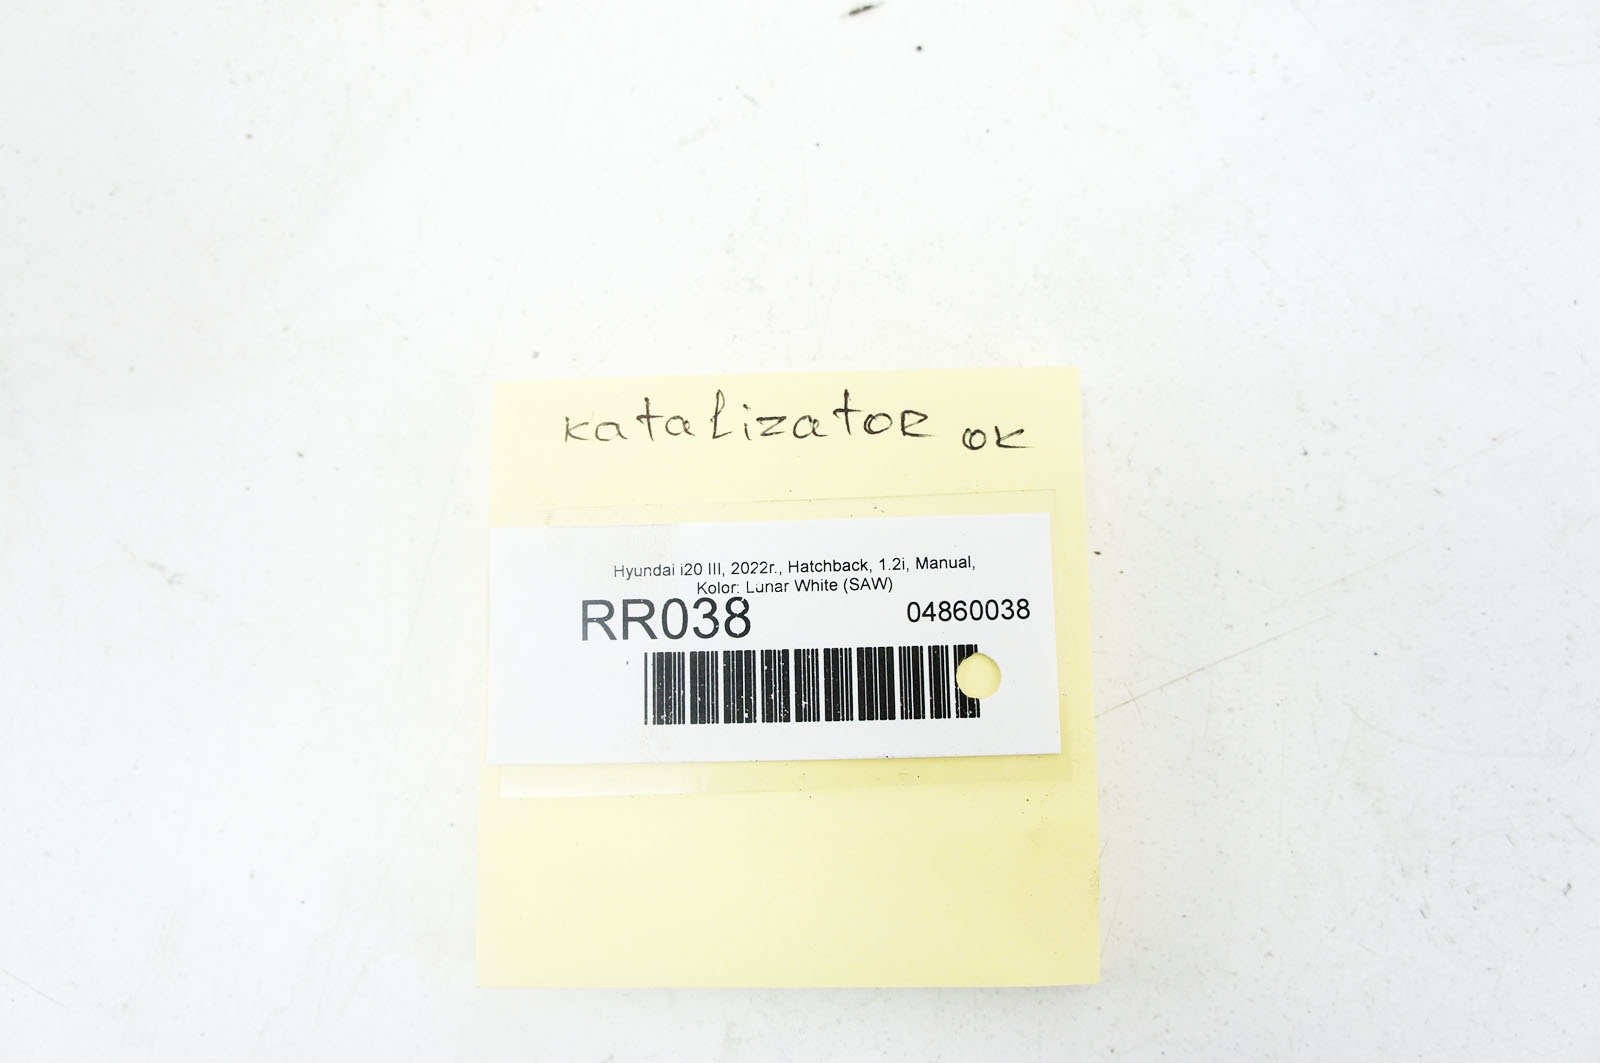 katalizator ok
Hyundai i20 III, 2022r., Hatchback, 1.2i, Manual,
Kolor: Lunar White (SAW)
RR038 04860038